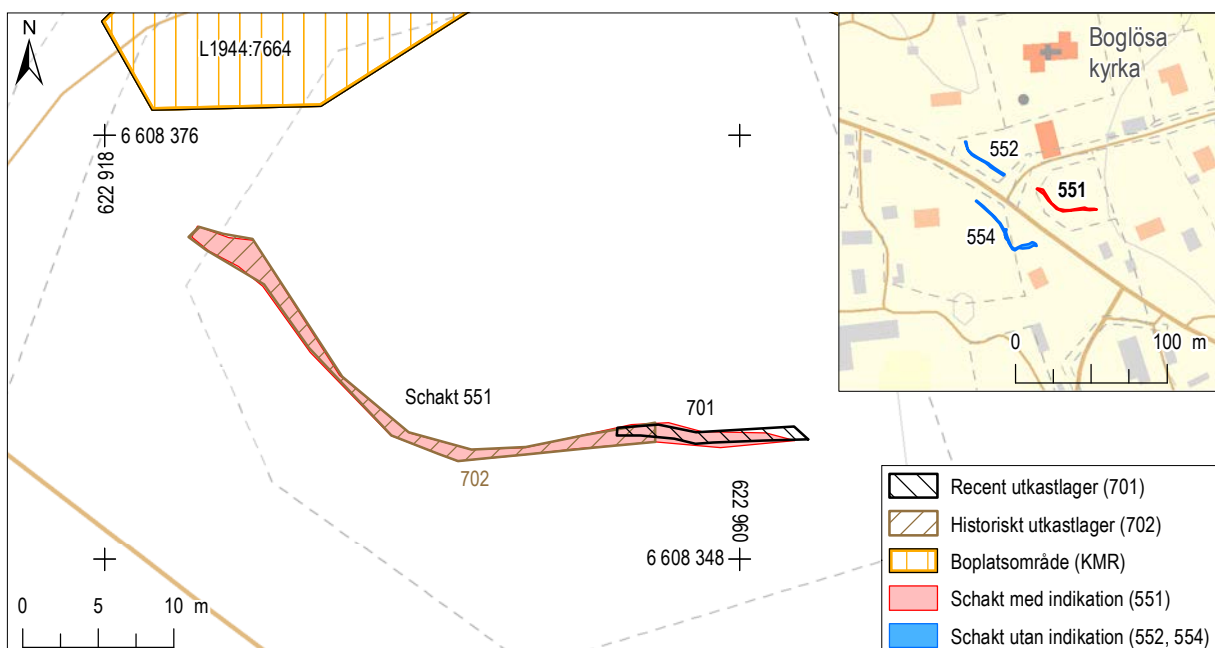 N
L1944:7664
6 608 376
622 918
Schakt 551
701
702
622 960
6 608 348
0 5 10 m
Boglösa
kyrka
552
551
554
0 100 m
Recent utkastlager (701)
Historiskt utkastlager (702)
Boplatsområde (KMR)
Schakt med indikation (551)
Schakt utan indikation (552, 554)